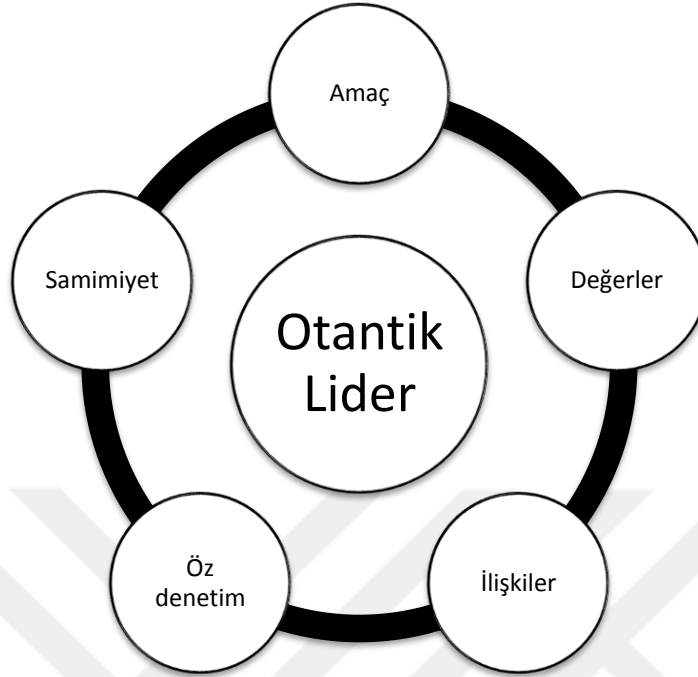 Amaç
Samimiyet
Değerler
Otantik
Lider
Öz
denetim
İlişkiler